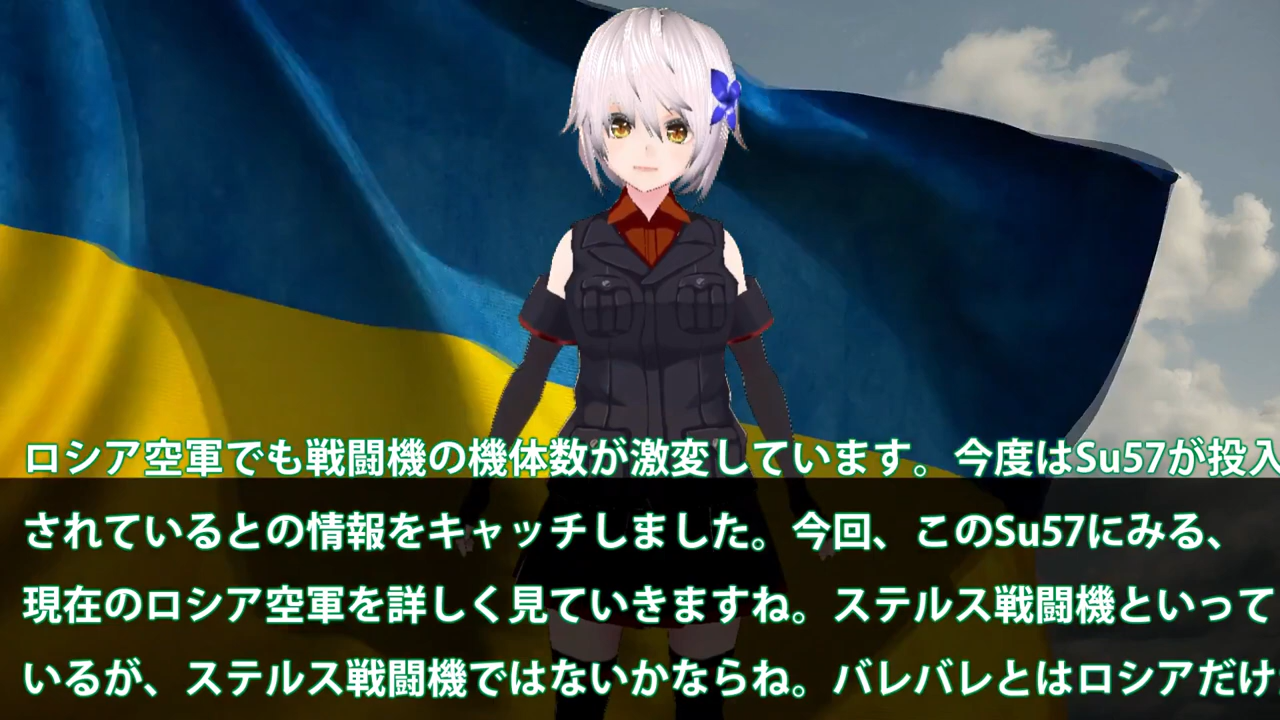 ロシア空軍でも戦闘機の機体数が激変しています。今度はSu57が投入
されているとの情報をキャッチしました。今回、このSu57にみる、
現在のロシア空軍を詳しく見ていきますね。ステルス戦闘機といって
いるが、ステルス戦闘機ではないかならね。バレバレとはロシアだけ